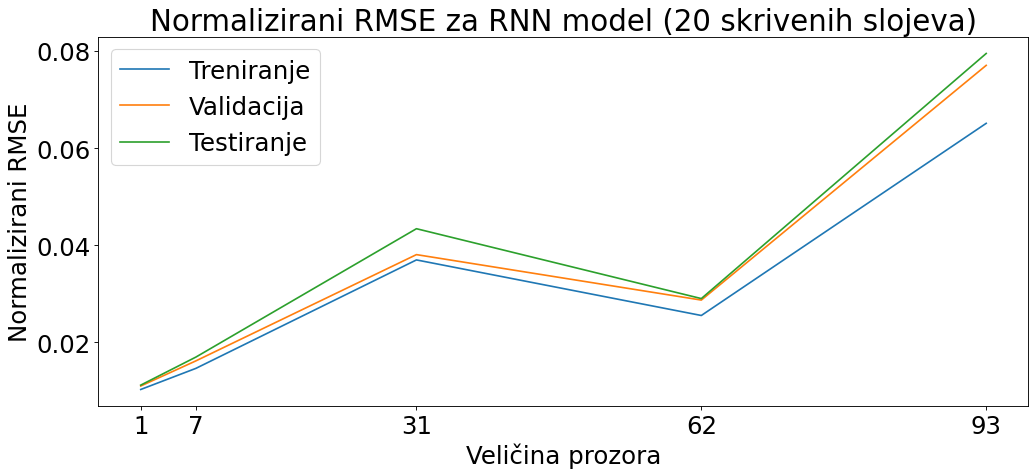 Normalizirani RMSE za RNN model (20 skrivenih slojeva)
Treniranje
Validacija
Testiranje
Normalizirani RMSE
0.08
0.06
0.04
0.02
1 7 31 62 93
Veličina prozora